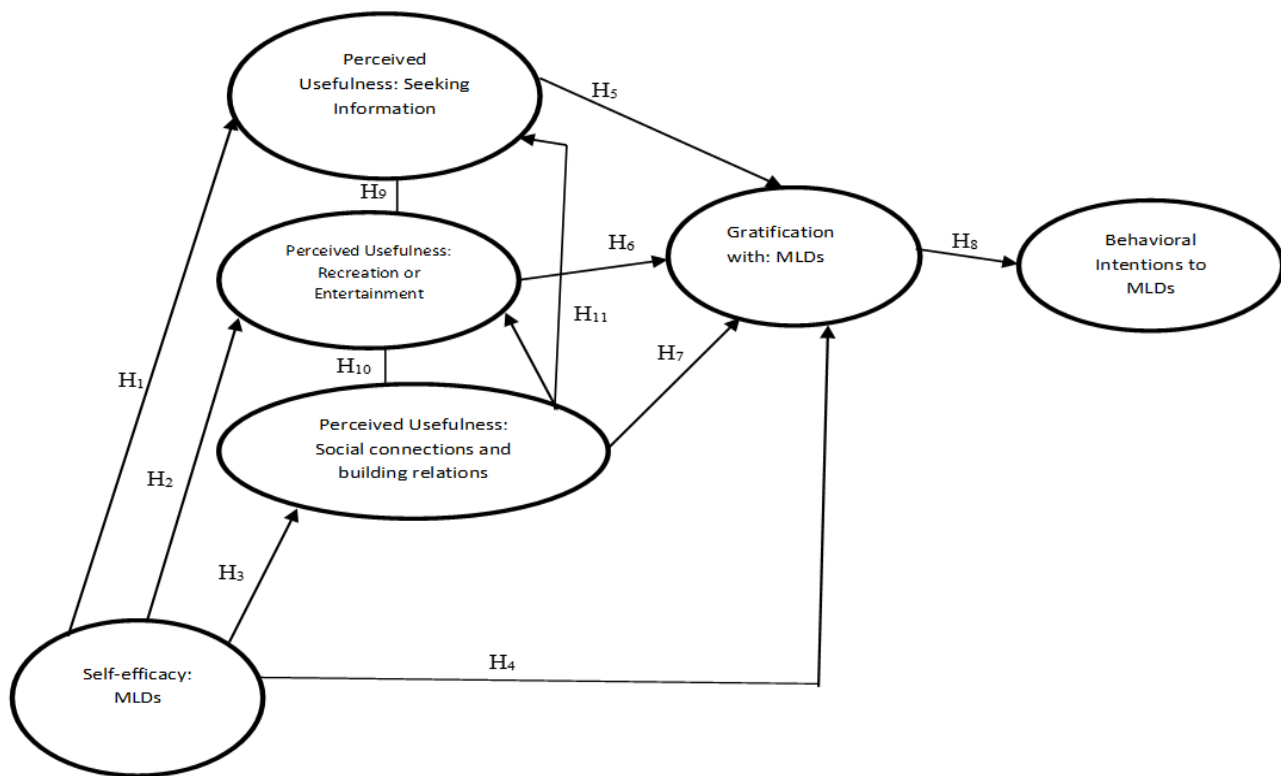 Perceived
Usefulness: Seeking
Information
H₅
H₉
Perceived Usefulness:
Recreation or
Entertainment
H₆
Gratification
with: MLDs
H₈
Behavioral
Intentions to
MLDs
H₁₁
H₁
H₁₀
H₇
Perceived Usefulness:
Social connections and
building relations
H₂
H₃
H₄
Self-efficacy:
MLDs